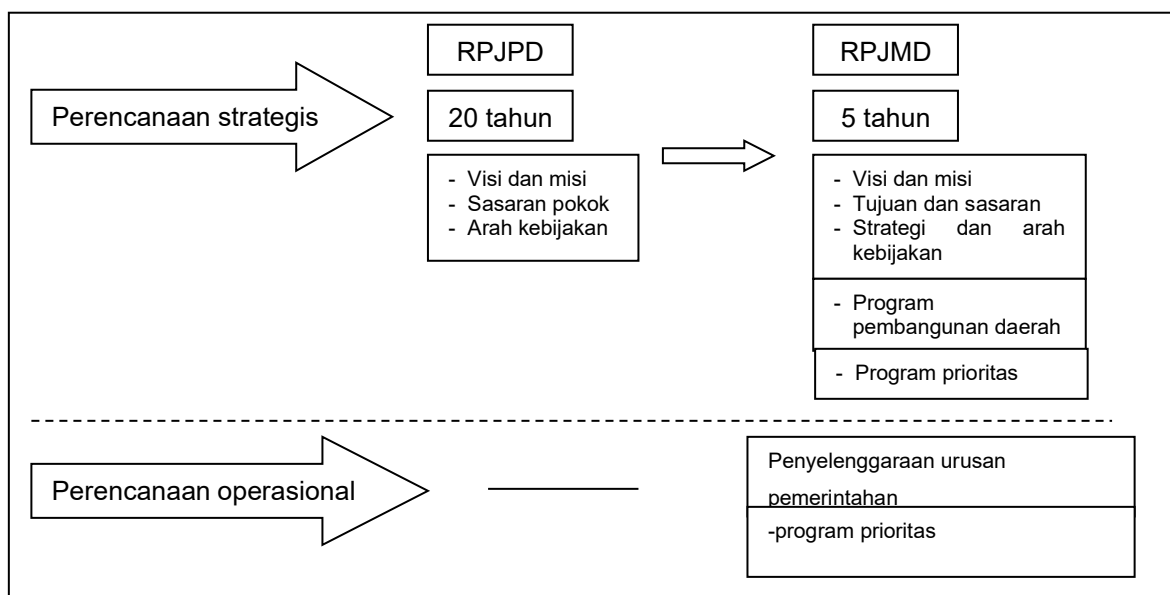 RPJPD
RPJMD
Perencanaan strategis
20 tahun
5 tahun
- Visi dan misi
- Sasaran pokok
- Arah kebijakan
- Visi dan misi
- Tujuan dan sasaran
- Strategi dan arah
kebijakan
- Program
pembangunan daerah
- Program prioritas
Perencanaan operasional
Penyelenggaraan urusan
pemerintahan
-program prioritas